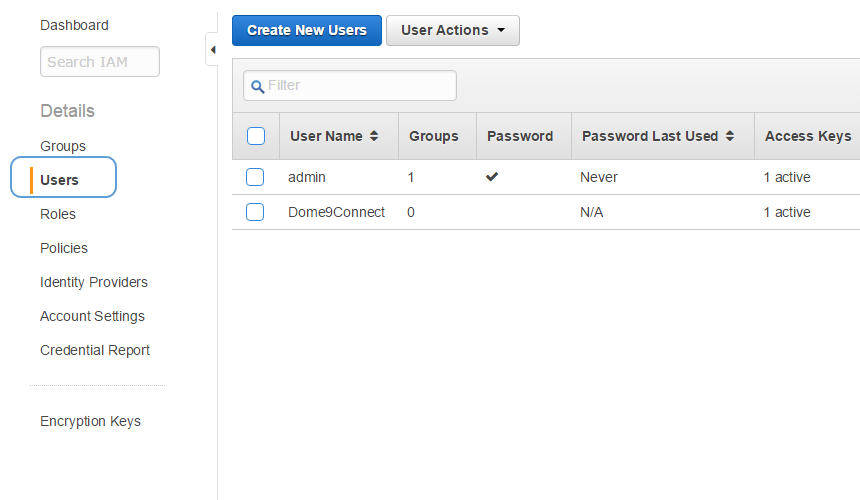 Dashboard
Search IAM
Details
Groups
Users
Roles
Policies
Identity Providers
Account Settings
Credential Report
Encryption Keys
Create New Users User Actions
Filter
User Name Groups Password Password Last Used Access Keys
admin 1 Never 1 active
Dome9Connect 0 N/A 1 active